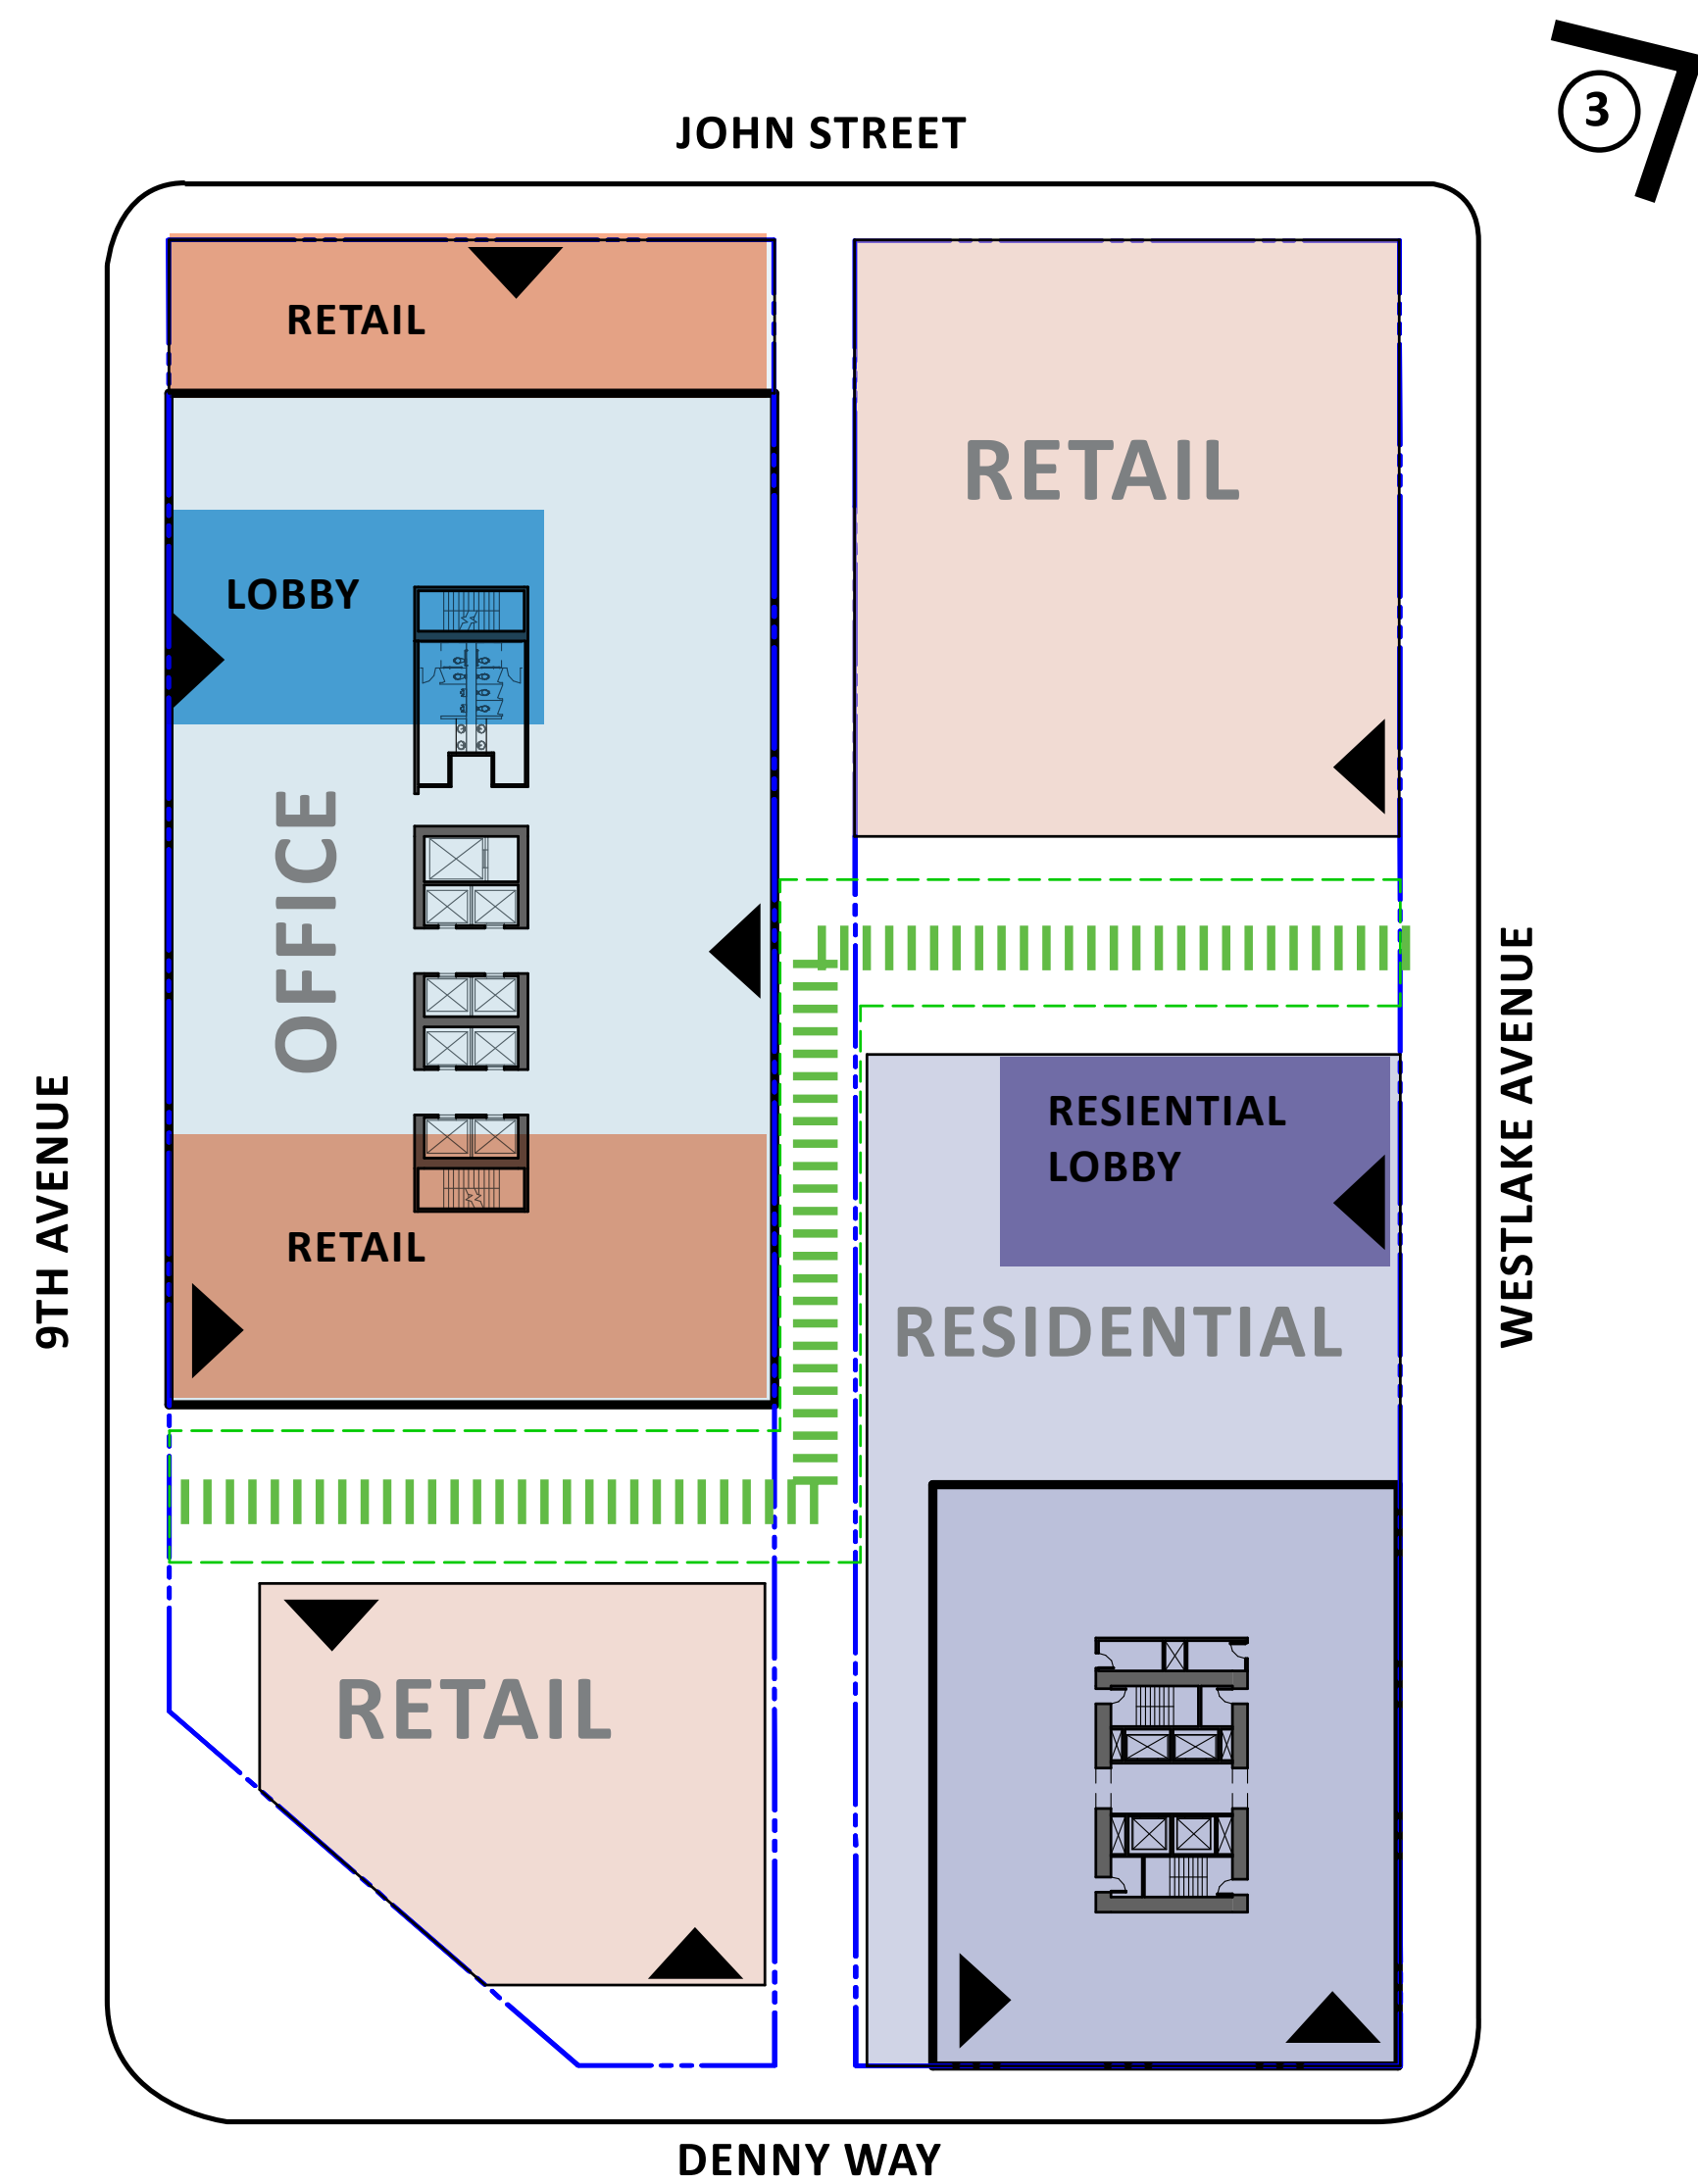 3
JOHN STREET
RETAIL
RETAIL
LOBBY
OFFICE
RESIENTIAL
LOBBY
RETAIL
RESIDENTIAL
9TH AVENUE
WESTLAKE AVENUE
RETAIL
DENNY WAY